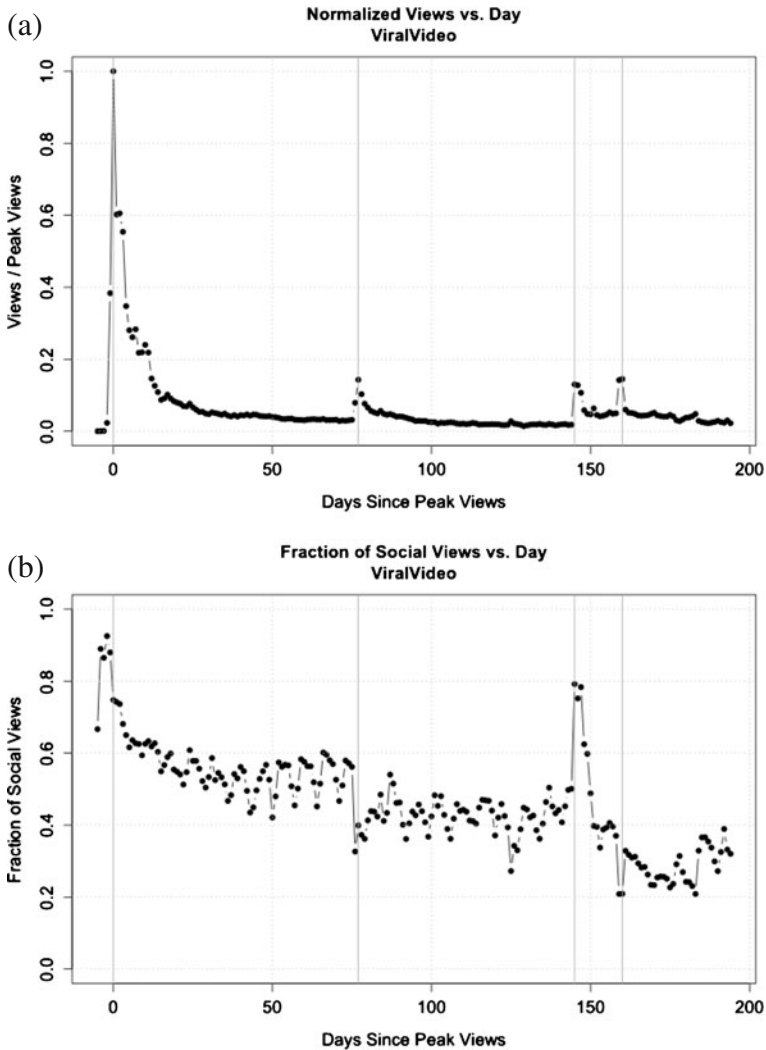 (a)
Normalized Views vs. Day
ViralVideo
Views / Peak Views
1.0
0.8
0.6
0.4
0.2
0.0
0 50 100 150 200
Days Since Peak Views
(b)
Fraction of Social Views vs. Day
ViralVideo
Fraction of Social Views
1.0
0.8
0.6
0.4
0.2
0.0
0 50 100 150 200
Days Since Peak Views